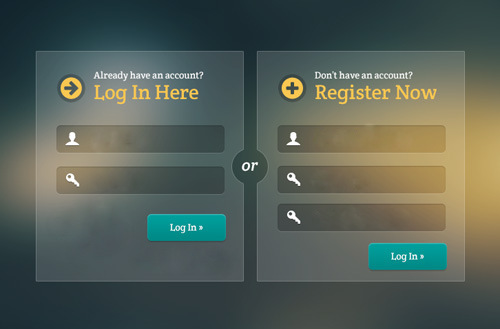 Already have an account?
Log In Here
Log In »
or
Don't have an account?
Register Now
Log In »